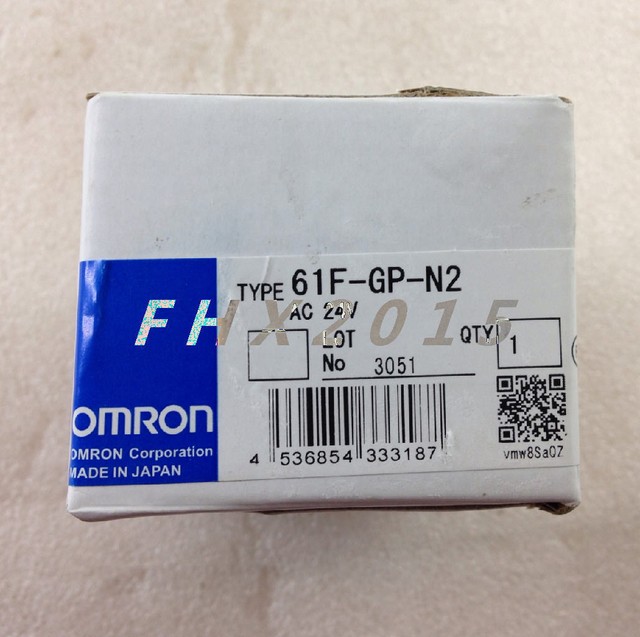 TYPE 61F-GP-N2
AC 24V
FHX2015
LOT
No 3051
QTY 1
OMRON
OMRON Corporation
MADE IN JAPAN
4 536854 333187
vmw8SaQZ